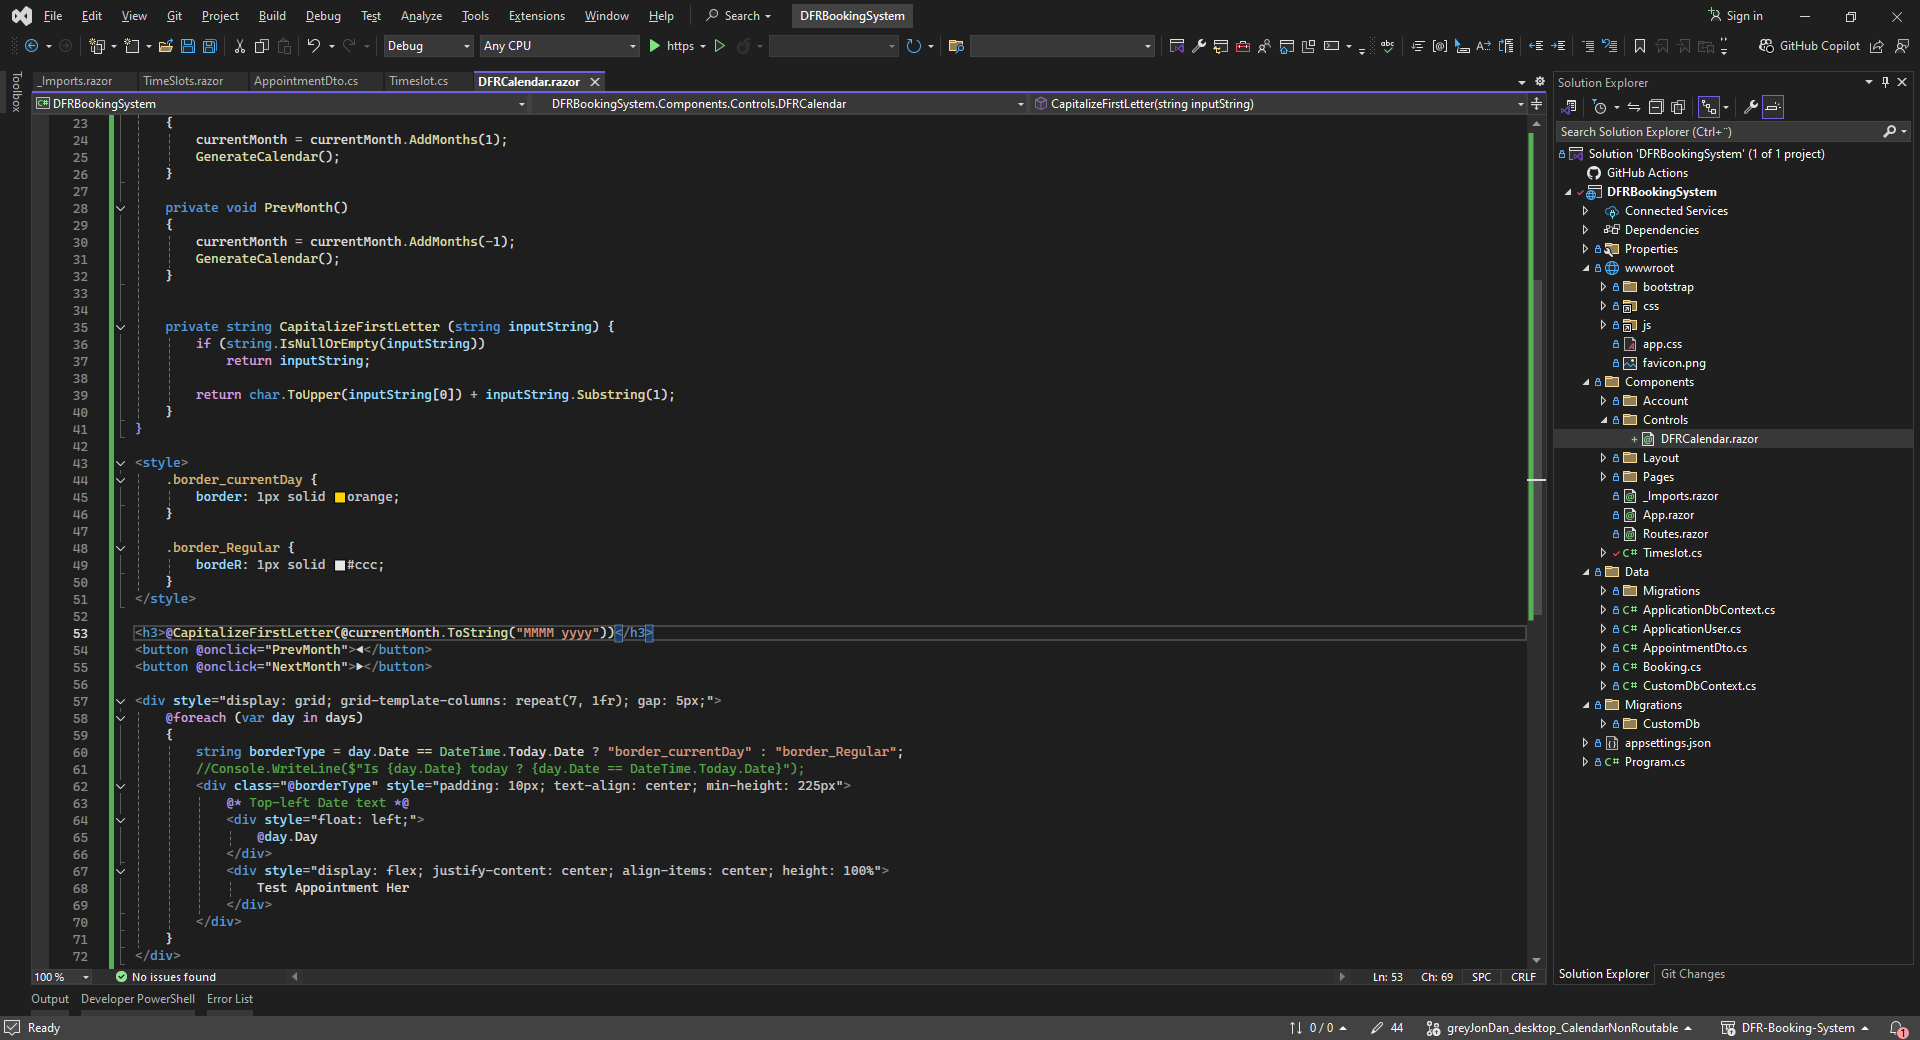 File Edit View Git Project Build Debug Test Analyze Tools Extensions Window Help Search DFRBookingSystem Sign in
Debug Any CPU https GitHub Copilot
Toolbox
_Imports.razor TimeSlots.razor AppointmentDto.cs Timeslot.cs DFRCalendar.razor
DFRBookingSystem DFRBookingSystem.Components.Controls.DFRCalendar CapitalizeFirstLetter(string inputString)
23 {
24 currentMonth = currentMonth.AddMonths(1);
25 GenerateCalendar();
26 }
27
28 private void PrevMonth()
29 {
30 currentMonth = currentMonth.AddMonths(-1);
31 GenerateCalendar();
32 }
33
34
35 private string CapitalizeFirstLetter (string inputString) {
36 if (string.IsNullOrEmpty(inputString))
37 return inputString;
38
39 return char.ToUpper(inputString[0]) + inputString.Substring(1);
40 }
41 }
42
43 <style>
44 .border_currentDay {
45 border: 1px solid orange;
46 }
47
48 .border_Regular {
49 bordeR: 1px solid #ccc;
50 }
51 </style>
52
53 <h3>@CapitalizeFirstLetter(@currentMonth.ToString("MMMM yyyy"))</h3>
54 <button @onclick="PrevMonth">◄</button>
55 <button @onclick="NextMonth">►</button>
56
57 <div style="display: grid; grid-template-columns: repeat(7, 1fr); gap: 5px;">
58 @foreach (var day in days)
59 {
60 string borderType = day.Date == DateTime.Today.Date ? "border_currentDay" : "border_Regular";
61 //Console.WriteLine($"Is {day.Date} today ? {day.Date == DateTime.Today.Date}");
62 <div class="@borderType" style="padding: 10px; text-align: center; min-height: 225px">
63 @* Top-left Date text *@
64 <div style="float: left;">
65 @day.Day
66 </div>
67 <div style="display: flex; justify-content: center; align-items: center; height: 100%">
68 Test Appointment Her
69 </div>
70 </div>
71 }
72 </div>
100 % No issues found Ln: 53 Ch: 69 SPC CRLF
Output Developer PowerShell Error List
Solution Explorer
Search Solution Explorer (Ctrl+¨)
Solution 'DFRBookingSystem' (1 of 1 project)
GitHub Actions
DFRBookingSystem
Connected Services
Dependencies
Properties
wwwroot
bootstrap
css
js
app.css
favicon.png
Components
Account
Controls
DFRCalendar.razor
Layout
Pages
_Imports.razor
App.razor
Routes.razor
C# Timeslot.cs
Data
Migrations
C# ApplicationDbContext.cs
C# ApplicationUser.cs
C# AppointmentDto.cs
C# Booking.cs
C# CustomDbContext.cs
Migrations
CustomDb
appsettings.json
C# Program.cs
Solution Explorer Git Changes
Ready 0 / 0 44 greyJonDan_desktop_CalendarNonRoutable DFR-Booking-System 1